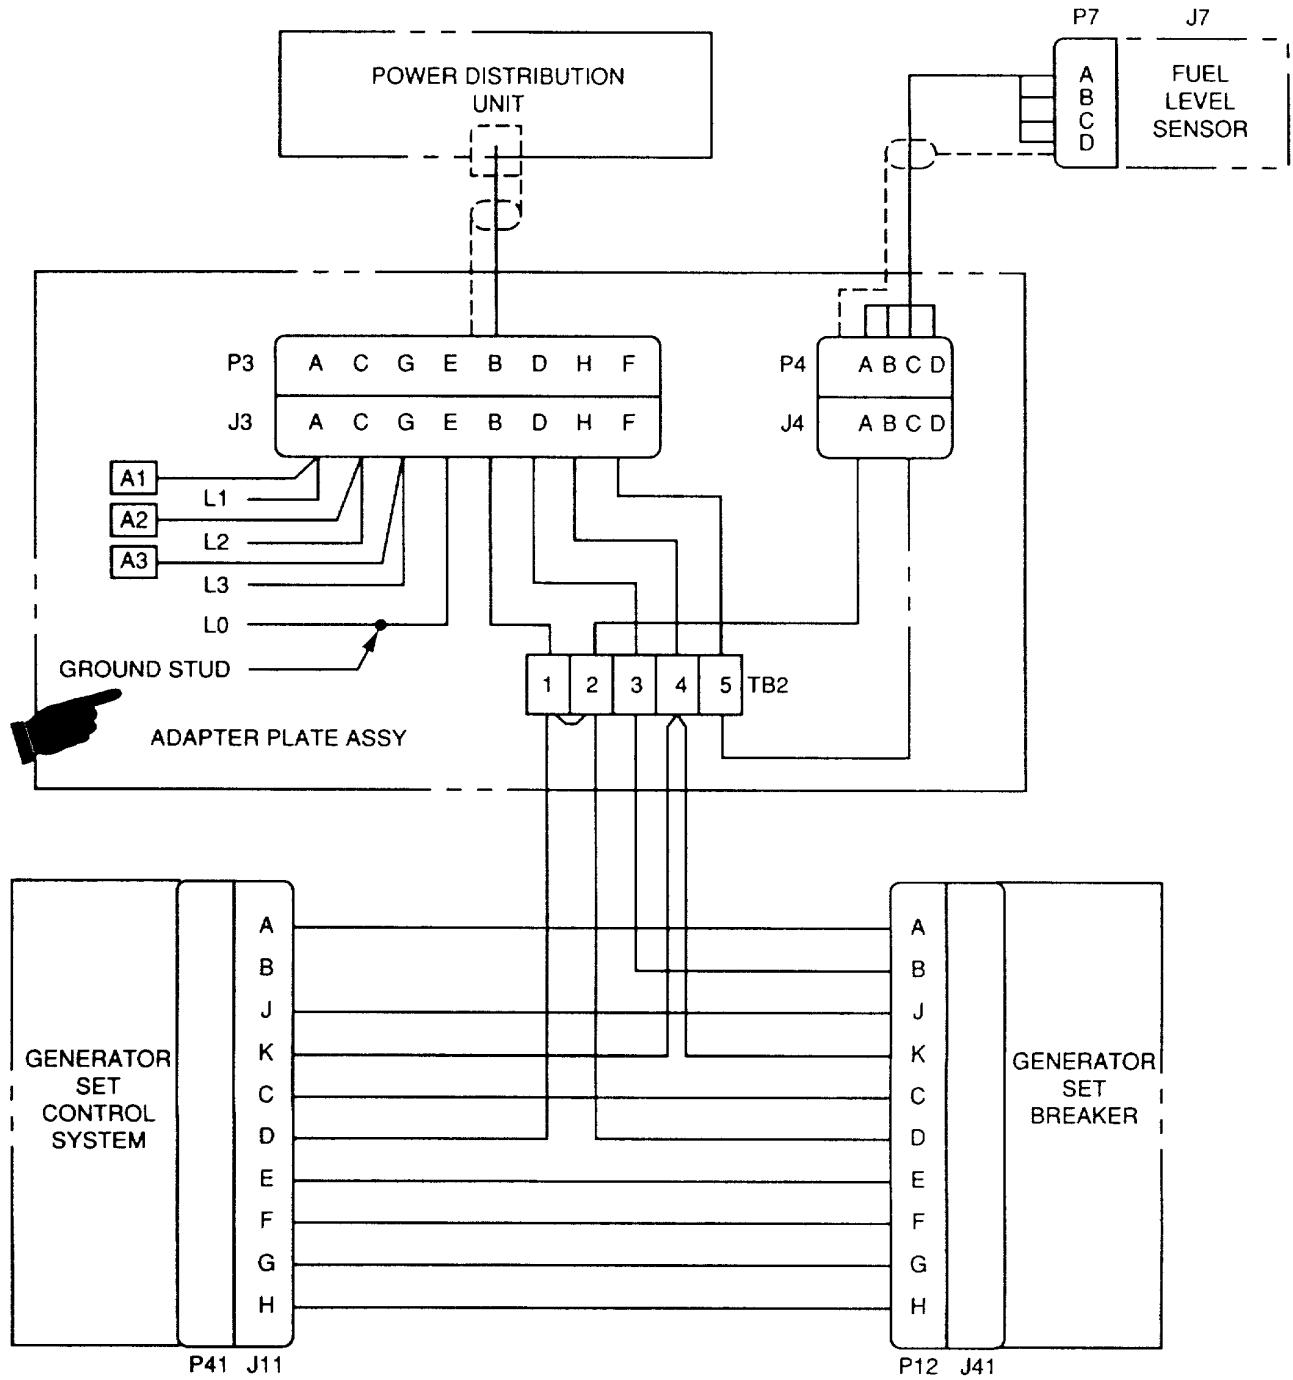 P7 J7
POWER DISTRIBUTION
UNIT
A
B
C
D
FUEL
LEVEL
SENSOR
P3 A C G E B D H F
J3 A C G E B D H F
P4 A B C D
J4 A B C D
A1
L1
A2
L2
A3
L3
L0
GROUND STUD
1 2 3 4 5 TB2
ADAPTER PLATE ASSY
GENERATOR
SET
CONTROL
SYSTEM
A
B
J
K
C
D
E
F
G
H
P41 J11
A
B
J
K
C
D
E
F
G
H
GENERATOR
SET
BREAKER
P12 J41